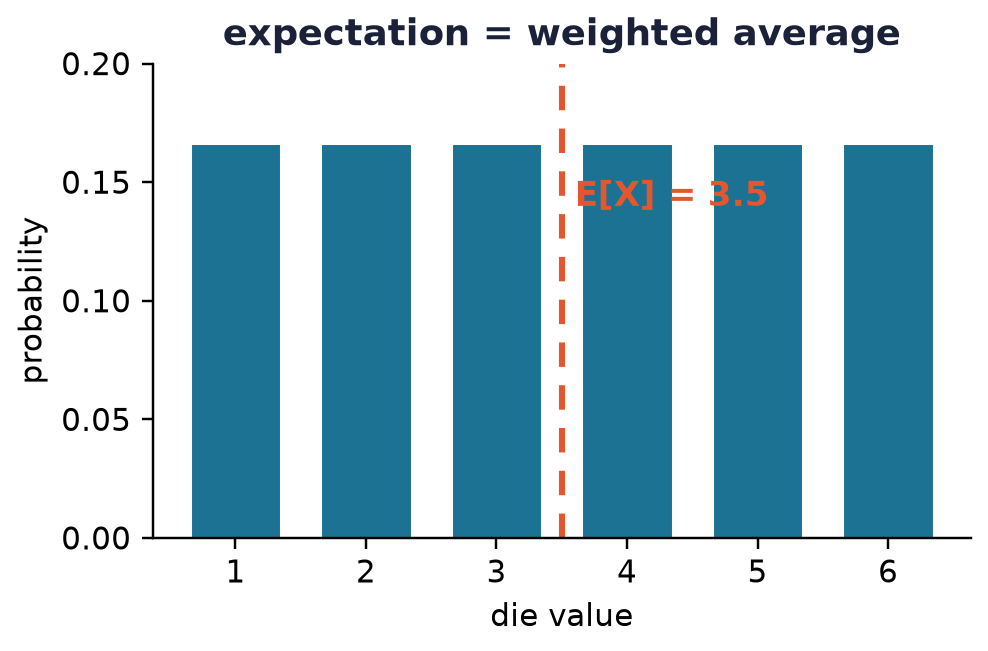 expectation = weighted average
0.20
0.15
0.10
0.05
0.00
probability
E[X] = 3.5
1 2 3 4 5 6
die value